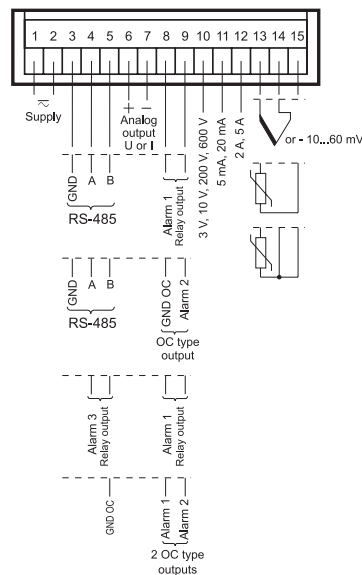 1 2 3 4 5 6 7 8 9 10 11 12 13 14 15
Supply
+ −
Analog
output
U or I
3 V, 10 V, 200 V, 600 V
5 mA, 20 mA
2 A, 5 A
or - 10...60 mV
GND
A
B
RS-485
Alarm 1
Relay output
GND
A
B
RS-485
GND OC
Alarm 2
OC type
output
Alarm 3
Relay output
Alarm 1
Relay output
GND OC
Alarm 1
Alarm 2
2 OC type
outputs